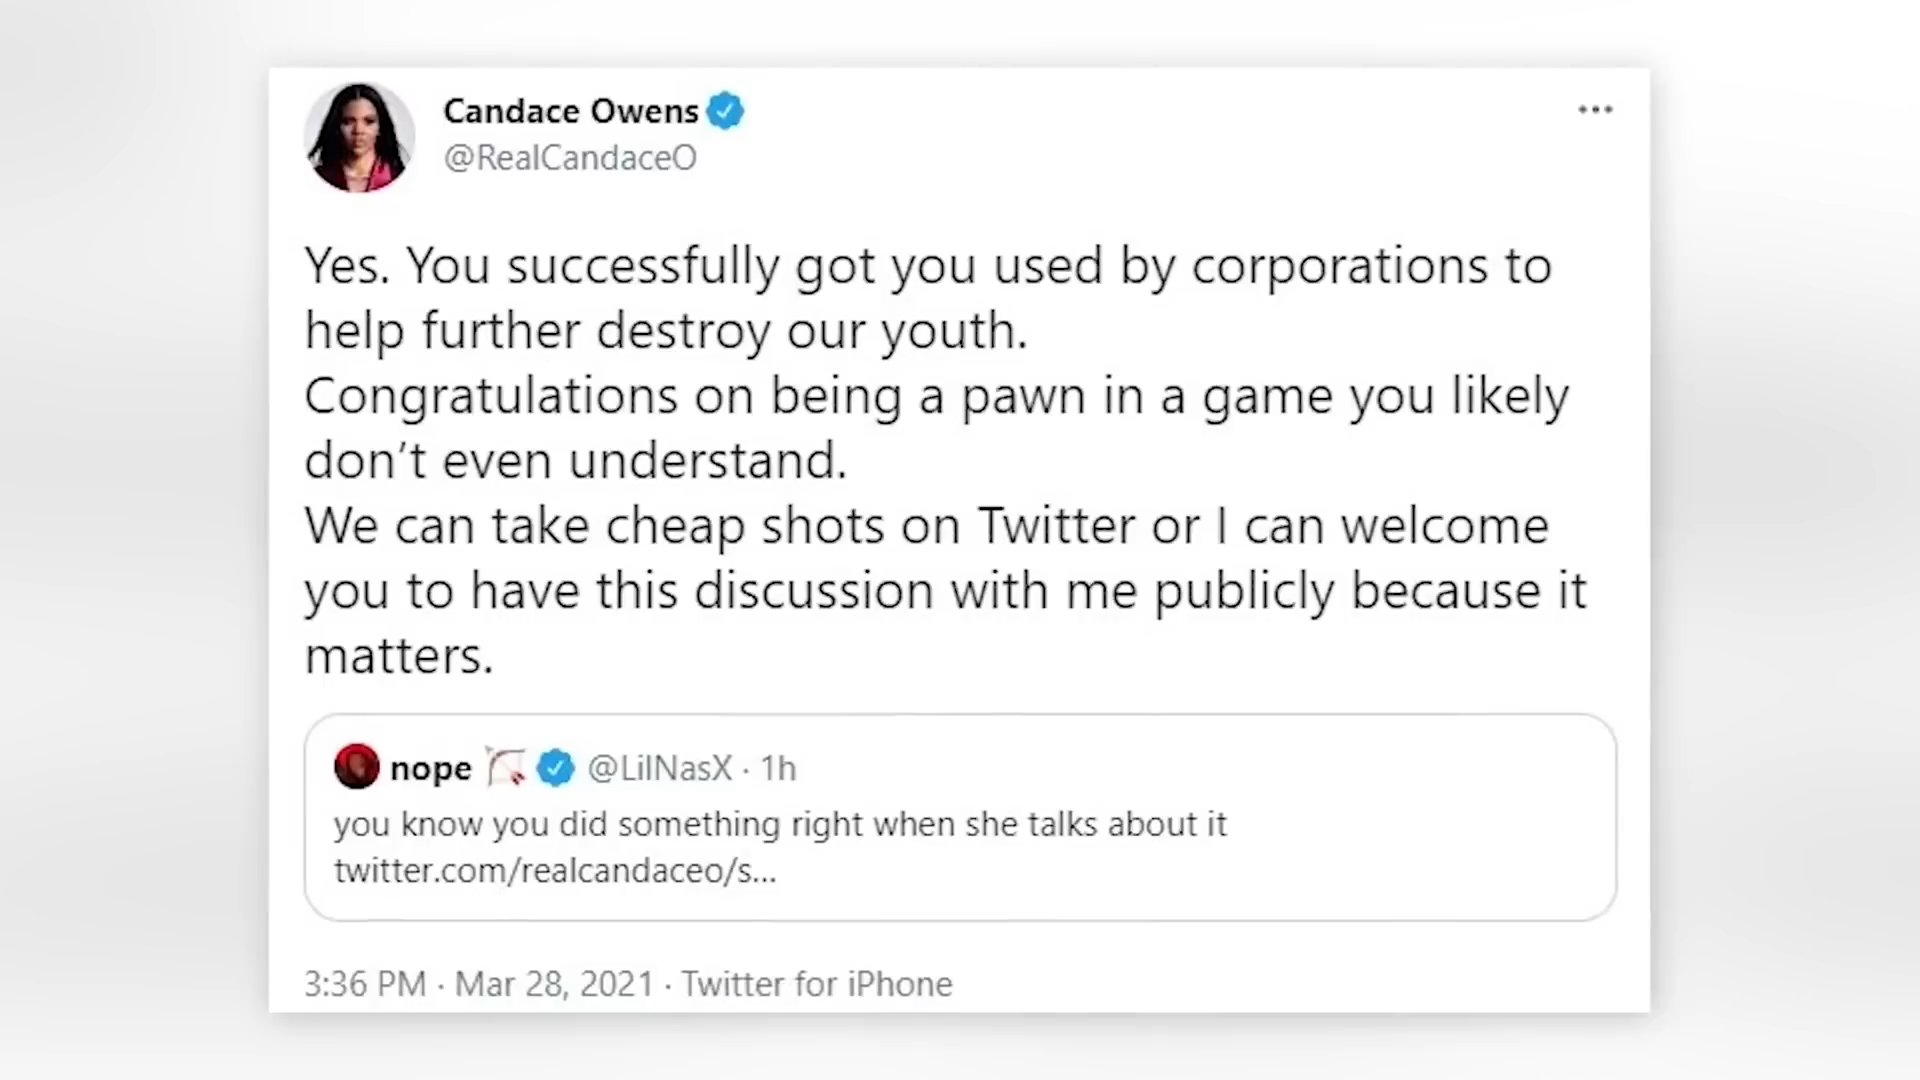 Candace Owens
@RealCandaceO
Yes. You successfully got you used by corporations to
help further destroy our youth.
Congratulations on being a pawn in a game you likely
don’t even understand.
We can take cheap shots on Twitter or I can welcome
you to have this discussion with me publicly because it
matters.
nope 🏹 @LilNasX · 1h
you know you did something right when she talks about it
twitter.com/realcandaceo/s...
3:36 PM · Mar 28, 2021 · Twitter for iPhone